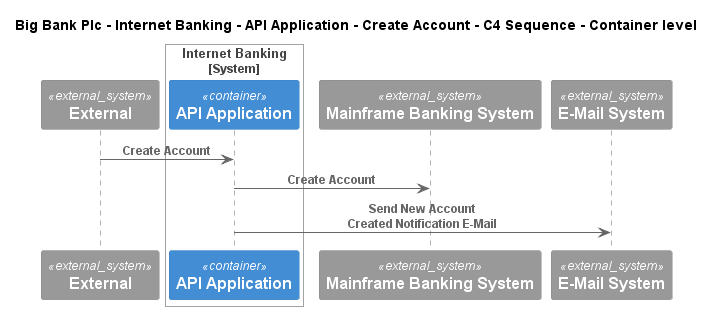 Big Bank Plc - Internet Banking - API Application - Create Account - C4 Sequence - Container level
Internet Banking
[System]
«external_system»
External
«container»
API Application
«external_system»
Mainframe Banking System
«external_system»
E-Mail System
Create Account
Create Account
Send New Account
Created Notification E-Mail
«external_system»
External
«container»
API Application
«external_system»
Mainframe Banking System
«external_system»
E-Mail System